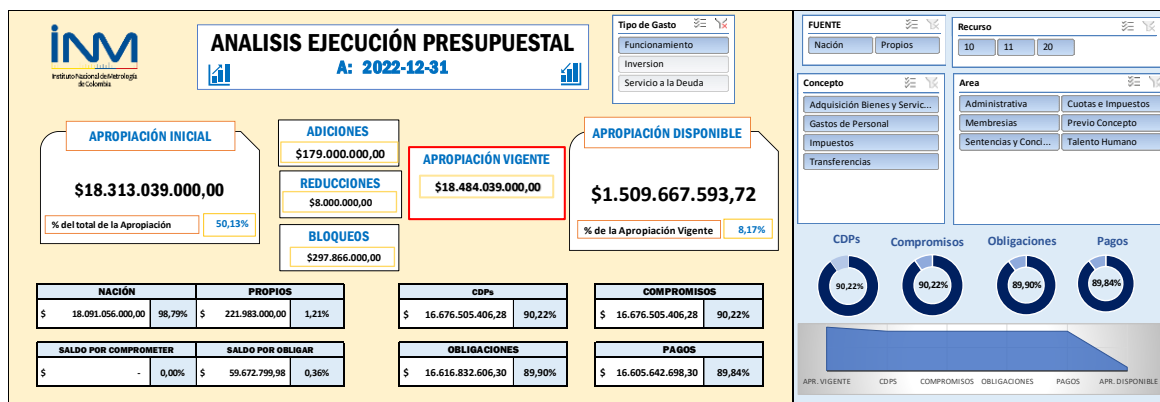 INM
Instituto Nacional de Metrología
de Colombia
ANALISIS EJECUCIÓN PRESUPUESTAL
A: 2022-12-31
Tipo de Gasto
Funcionamiento
Inversion
Servicio a la Deuda
APROPIACIÓN INICIAL
$18.313.039.000,00
% del total de la Apropiación 50,13%
ADICIONES
$179.000.000,00
REDUCCIONES
$8.000.000,00
BLOQUEOS
$297.866.000,00
APROPIACIÓN VIGENTE
$18.484.039.000,00
APROPIACIÓN DISPONIBLE
$1.509.667.593,72
% de la Apropiación Vigente 8,17%
NACIÓN PROPIOS
$ 18.091.056.000,00 98,79% $ 221.983.000,00 1,21%
CDPs
$ 16.676.505.406,28 90,22%
COMPROMISOS
$ 16.676.505.406,28 90,22%
SALDO POR COMPROMETER SALDO POR OBLIGAR
$ - 0,00% $ 59.672.799,98 0,36%
OBLIGACIONES
$ 16.616.832.606,30 89,90%
PAGOS
$ 16.605.642.698,30 89,84%
FUENTE
Nación Propios
Recurso
10 11 20
Concepto
Adquisición Bienes y Servic...
Gastos de Personal
Impuestos
Transferencias
Area
Administrativa Cuotas e Impuestos
Membresias Previo Concepto
Sentencias y Conci... Talento Humano
CDPs Compromisos Obligaciones Pagos
90,22% 90,22% 89,90% 89,84%
APR. VIGENTE CDPS COMPROMISOS OBLIGACIONES PAGOS APR. DISPONIBLE